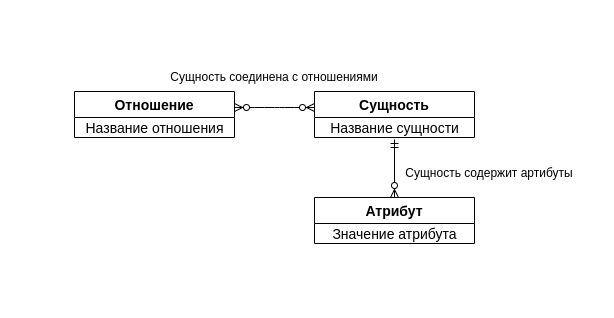 Сущность соединена с отношениями
Отношение
Сущность
Название отношения
Название сущности
Сущность содержит артибуты
Атрибут
Значение атрибута